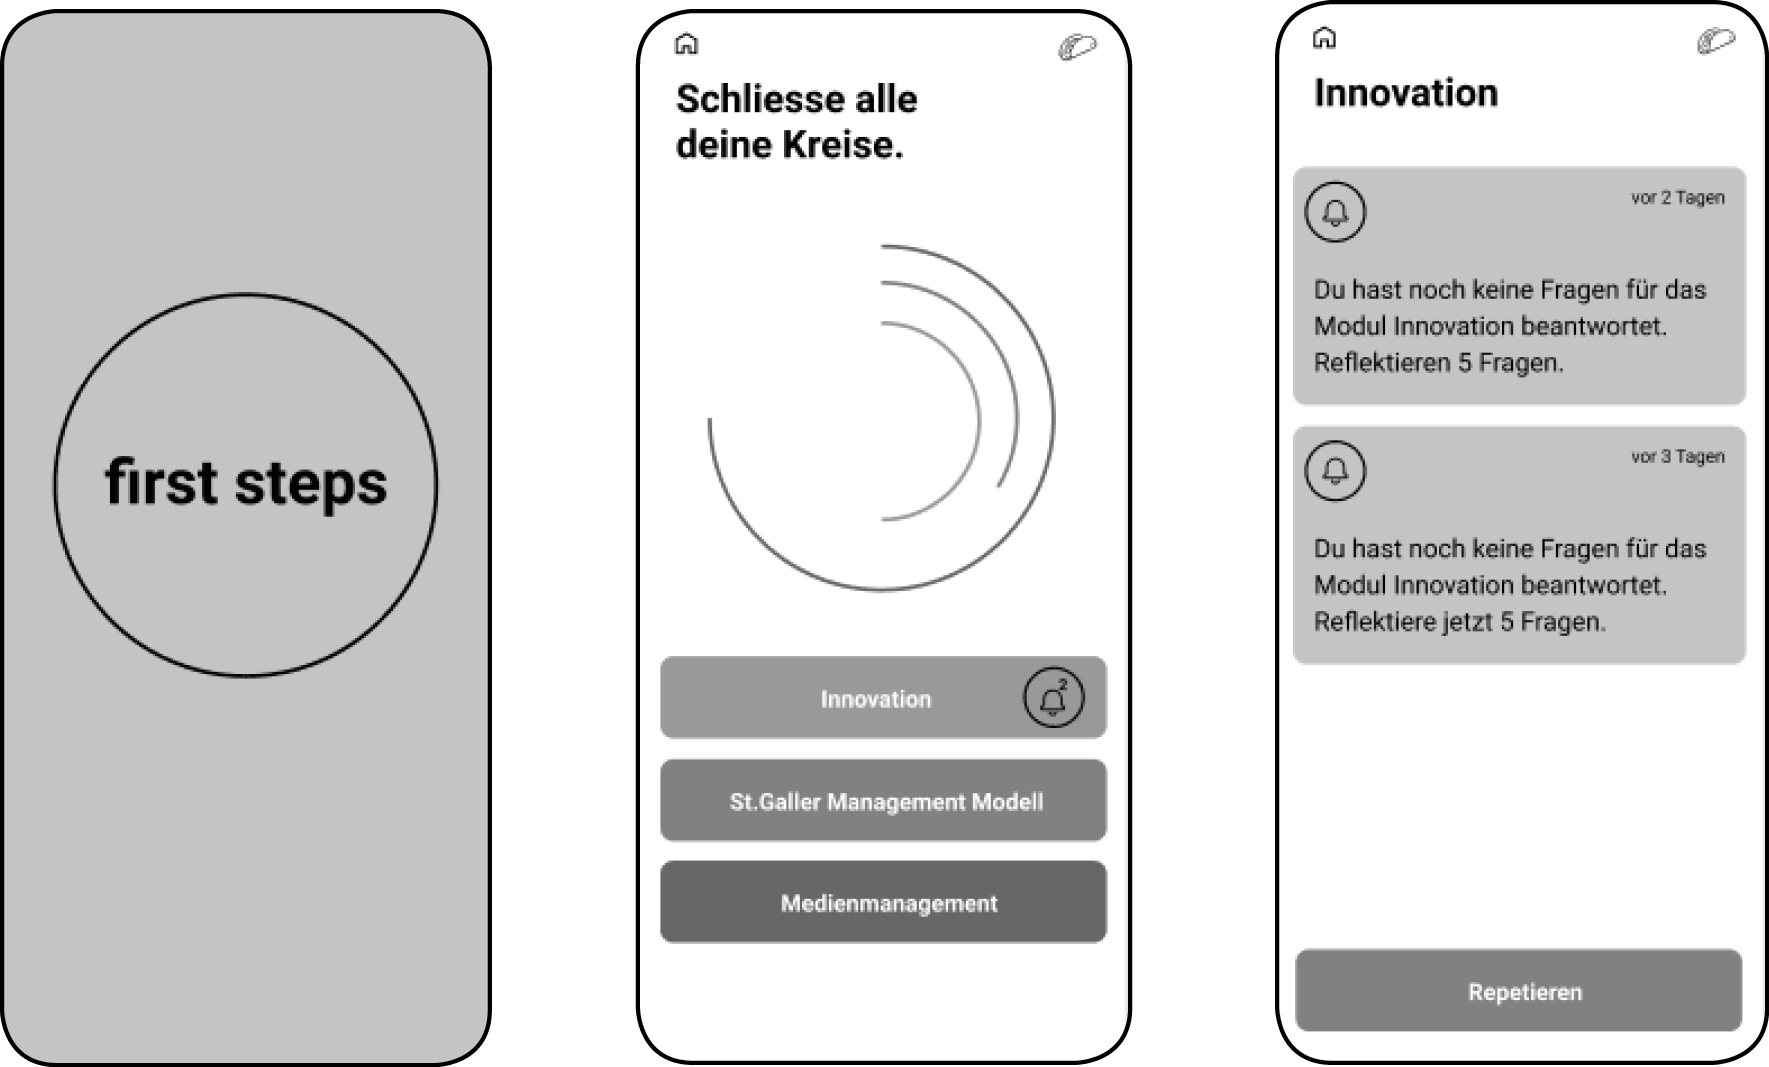 first steps
Schliesse alle
deine Kreise.
Innovation
2
St.Galler Management Modell
Medienmanagement
Innovation
vor 2 Tagen
Du hast noch keine Fragen für das
Modul Innovation beantwortet.
Reflektieren 5 Fragen.
vor 3 Tagen
Du hast noch keine Fragen für das
Modul Innovation beantwortet.
Reflektiere jetzt 5 Fragen.
Repetieren